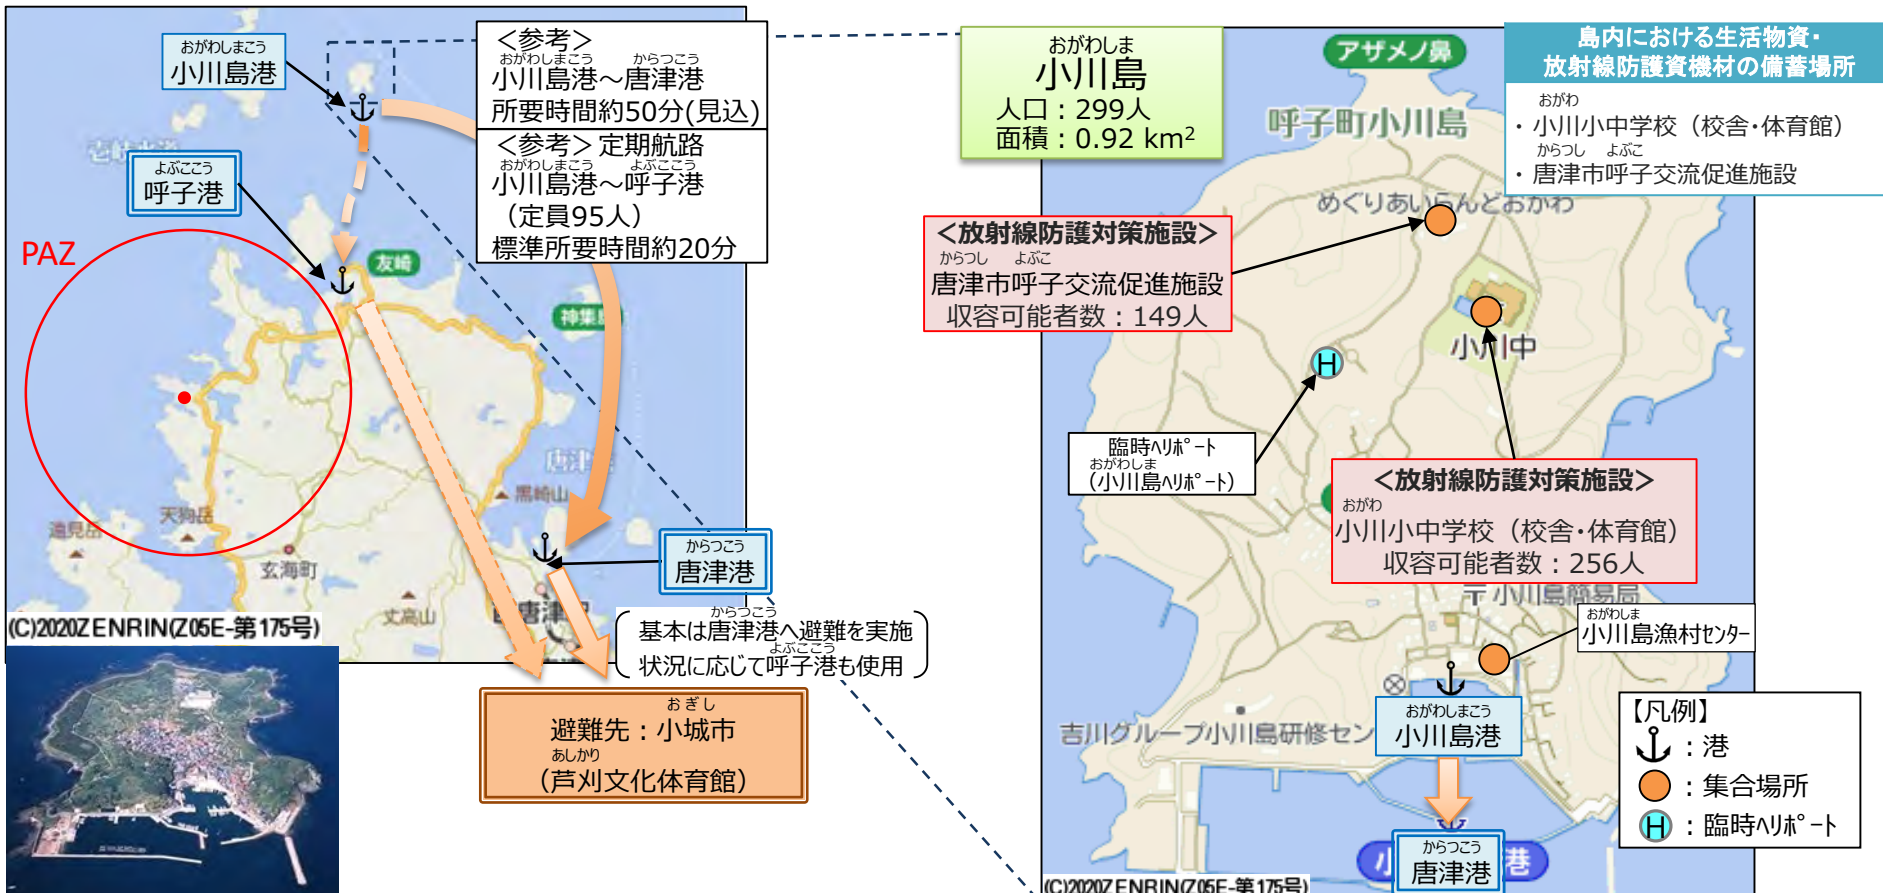 おがわしまこう
小川島港
<参考>
おがわしまこう からつこう
小川島港～唐津港
所要時間約50分(見込)
<参考> 定期航路
おがわしまこう よぶここう
小川島港～呼子港
（定員95人）
標準所要時間約20分
よぶここう
呼子港
PAZ
友崎
黒崎山
天狗岳
遠見岳
玄海町
丈高山
からつこう
唐津港
からつこう
基本は唐津港へ避難を実施
よぶここう
状況に応じて呼子港も使用
(C)2020ZENRIN(Z05E-第175号)
おぎし
避難先：小城市
あしかり
（芦刈文化体育館）
おがわしま
小川島
人口：299人
面積：0.92 km²
アザメノ鼻
呼子町小川島
島内における生活物資・
放射線防護資機材の備蓄場所
おがわ
・小川小中学校（校舎・体育館）
からつし よぶこ
・唐津市呼子交流促進施設
めぐりあいらんどおがわ
<放射線防護対策施設>
からつし よぶこ
唐津市呼子交流促進施設
収容可能者数：149人
小川中
H
臨時ﾍﾘﾎﾟｰﾄ
おがわしま
（小川島ﾍﾘﾎﾟｰﾄ）
<放射線防護対策施設>
おがわ
小川小中学校（校舎・体育館）
収容可能者数：256人
〒小川島簡易局
おがわしま
小川島漁村ｾﾝﾀｰ
吉川グループ小川島研修セン
おがわしまこう
小川島港
からつこう
唐津港
【凡例】
：港
：集合場所
H：臨時ﾍﾘﾎﾟｰﾄ
(C)2020ZENRIN(Z05E-第175号)